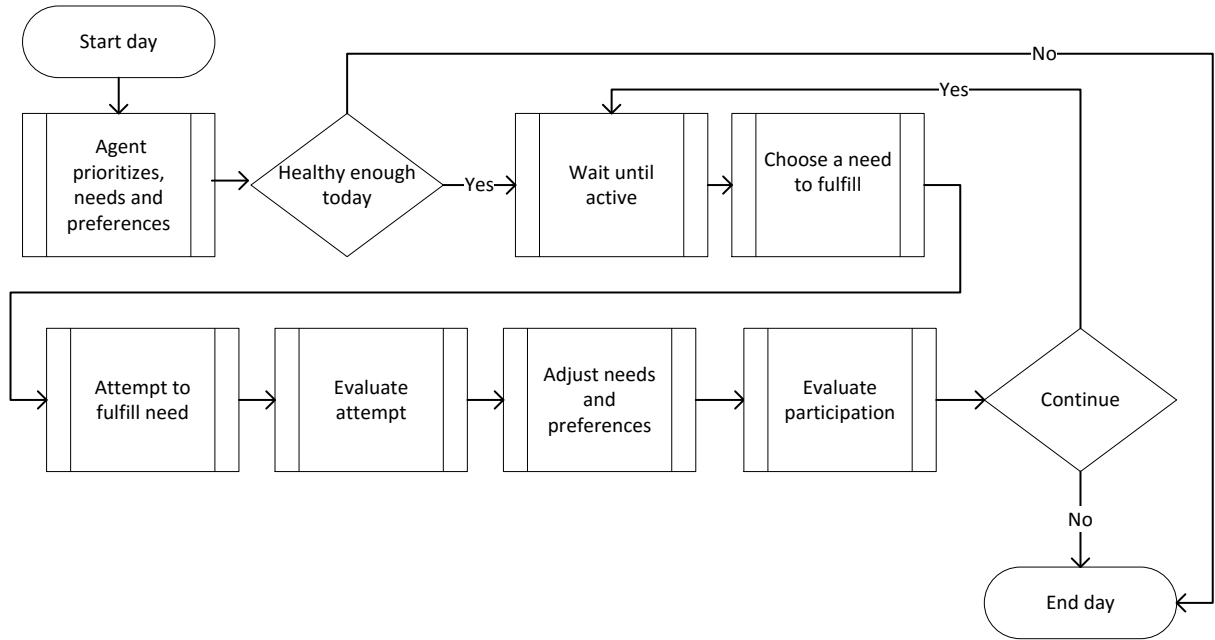 Start day
No
Yes
Agent
prioritizes,
needs and
preferences
Healthy enough
today
Yes
Wait until
active
Choose a need
to fulfill
Attempt to
fulfill need
Evaluate
attempt
Adjust needs
and
preferences
Evaluate
participation
Continue
No
End day